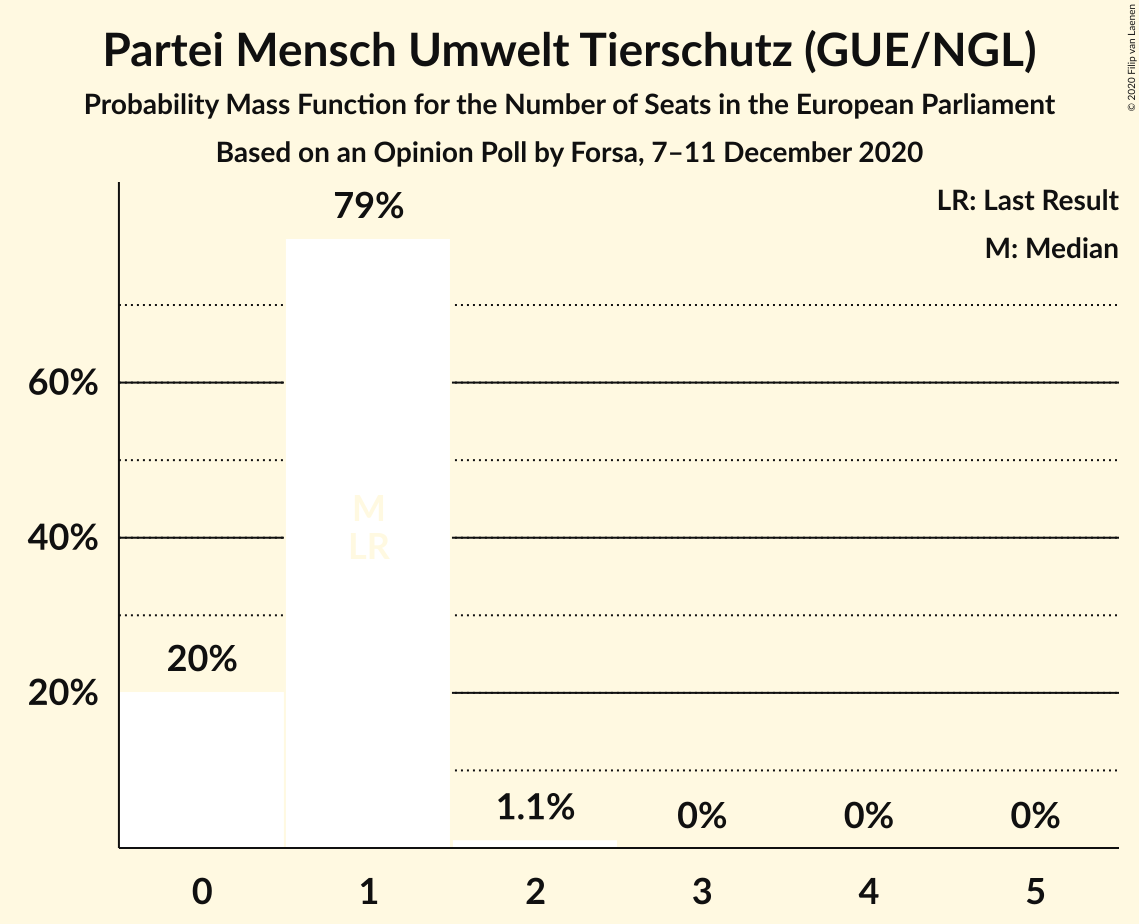 Partei Mensch Umwelt Tierschutz (GUE/NGL)
Probability Mass Function for the Number of Seats in the European Parliament
Based on an Opinion Poll by Forsa, 7–11 December 2020
© 2020 Filip van Laenen
LR: Last Result
M: Median
79%
60%
M
40%
LR
20%
20%
1.1%
0%
0%
0%
0
1
2
3
4
5